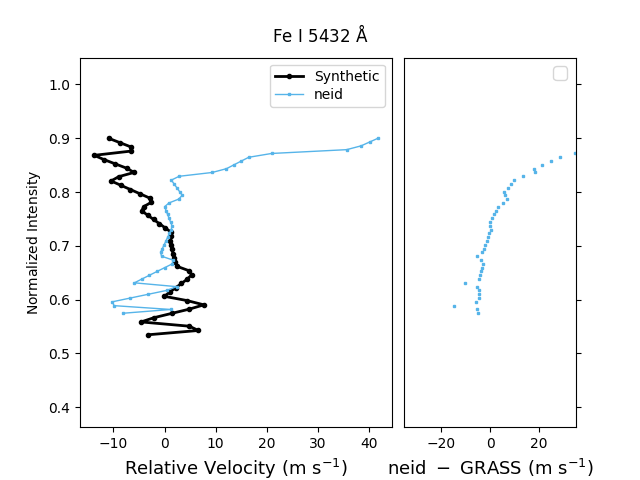 Fe I 5432 Å
Synthetic
neid
Normalized Intensity
1.0
0.9
0.8
0.7
0.6
0.5
0.4
−10 0 10 20 30 40
−20 0 20
Relative Velocity (m s⁻¹)
neid − GRASS (m s⁻¹)